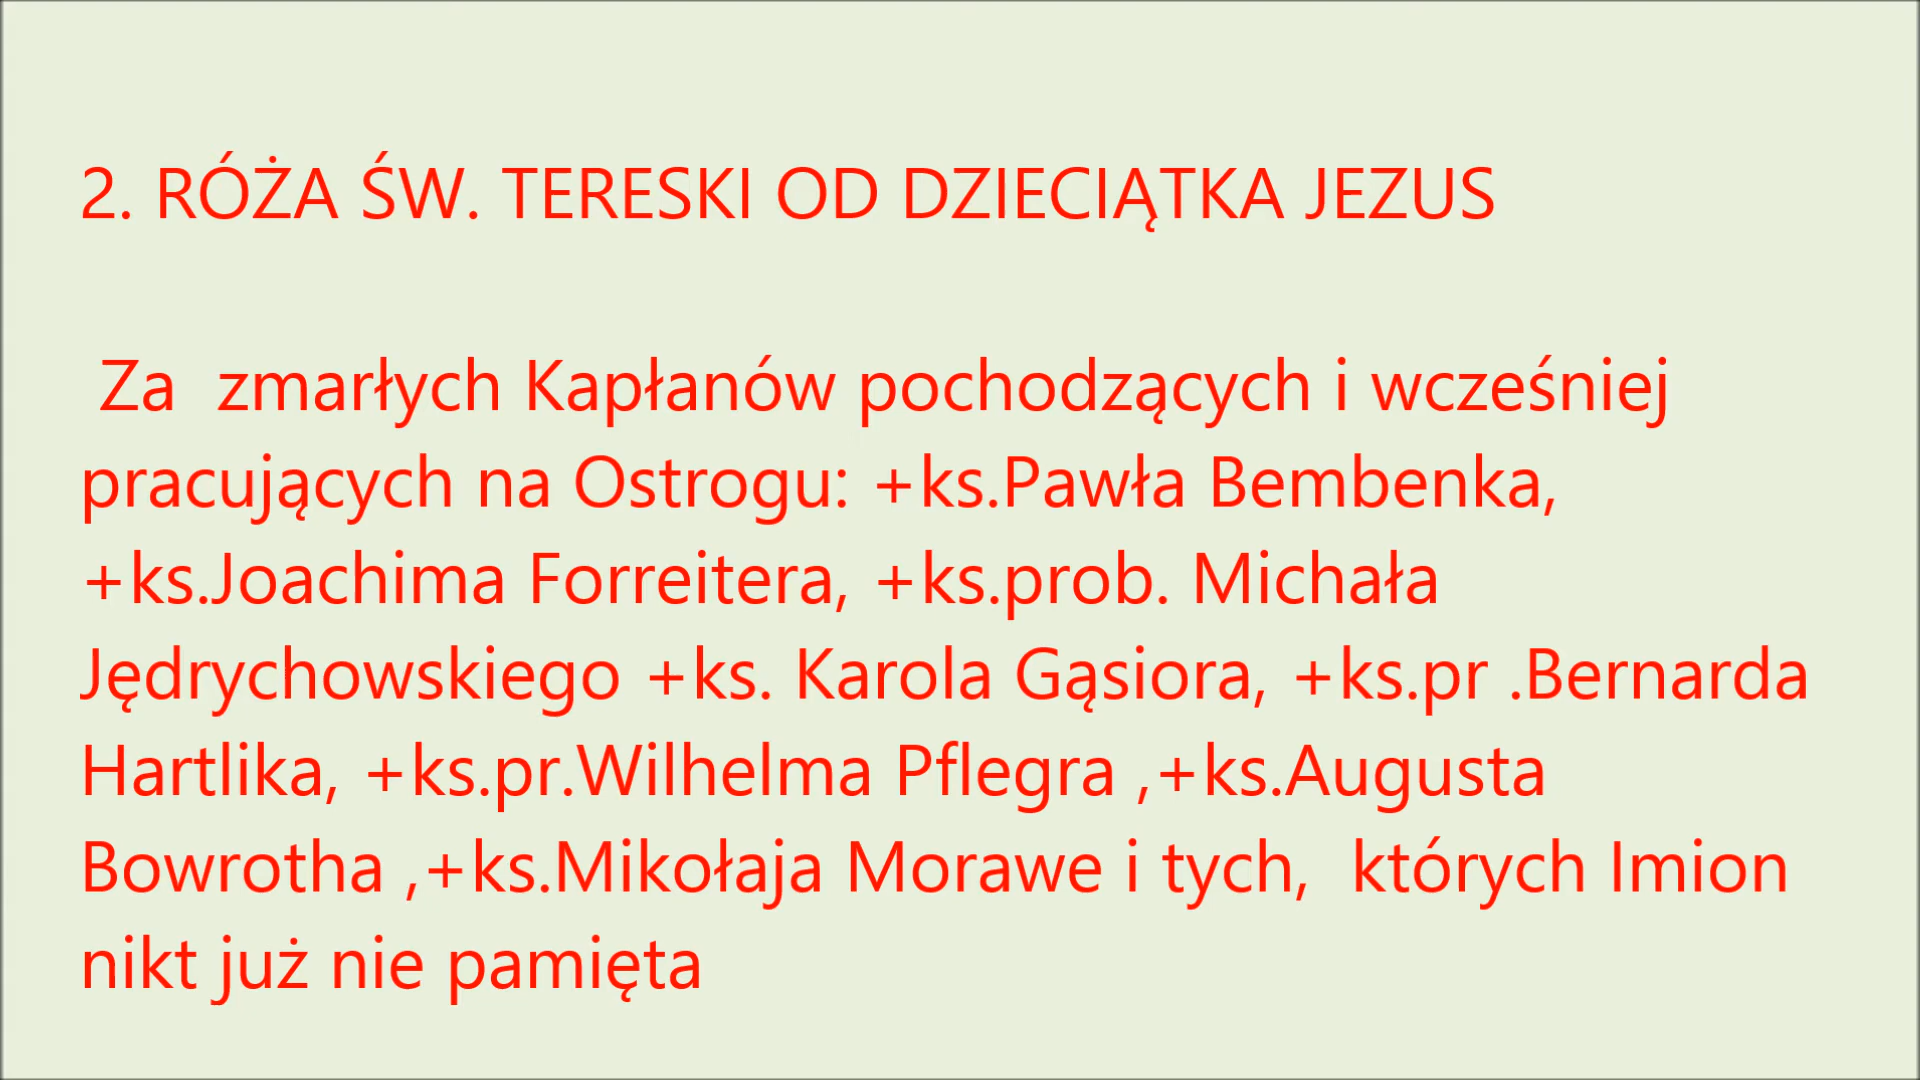 2. RÓŻA ŚW. TERESKI OD DZIECIĄTKA JEZUS
Za  zmarłych Kapłanów pochodzących i wcześniej
pracujących na Ostrogu: +ks.Pawła Bembenka,
+ks.Joachima Forreitera, +ks.prob. Michała
Jędrychowskiego +ks. Karola Gąsiora, +ks.pr .Bernarda
Hartlika, +ks.pr.Wilhelma Pflegra ,+ks.Augusta
Bowrotha ,+ks.Mikołaja Morawe i tych,  których Imion
nikt już nie pamięta